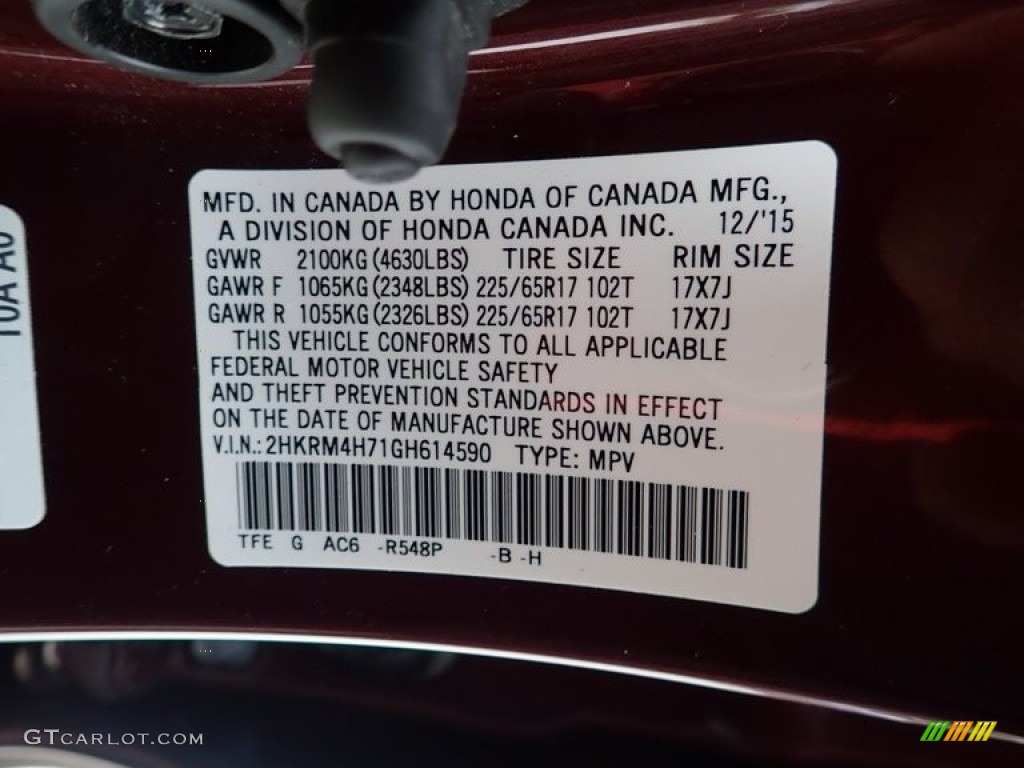 MFD. IN CANADA BY HONDA OF CANADA MFG.,
A DIVISION OF HONDA CANADA INC. 12/'15
GVWR 2100KG (4630LBS) TIRE SIZE RIM SIZE
GAWR F 1065KG (2348LBS) 225/65R17 102T 17X7J
GAWR R 1055KG (2326LBS) 225/65R17 102T 17X7J
THIS VEHICLE CONFORMS TO ALL APPLICABLE
FEDERAL MOTOR VEHICLE SAFETY
AND THEFT PREVENTION STANDARDS IN EFFECT
ON THE DATE OF MANUFACTURE SHOWN ABOVE.
V.I.N.: 2HKRM4H71GH614590 TYPE: MPV
TFE G AC6 -R548P -B -H
GTCARLOT.COM